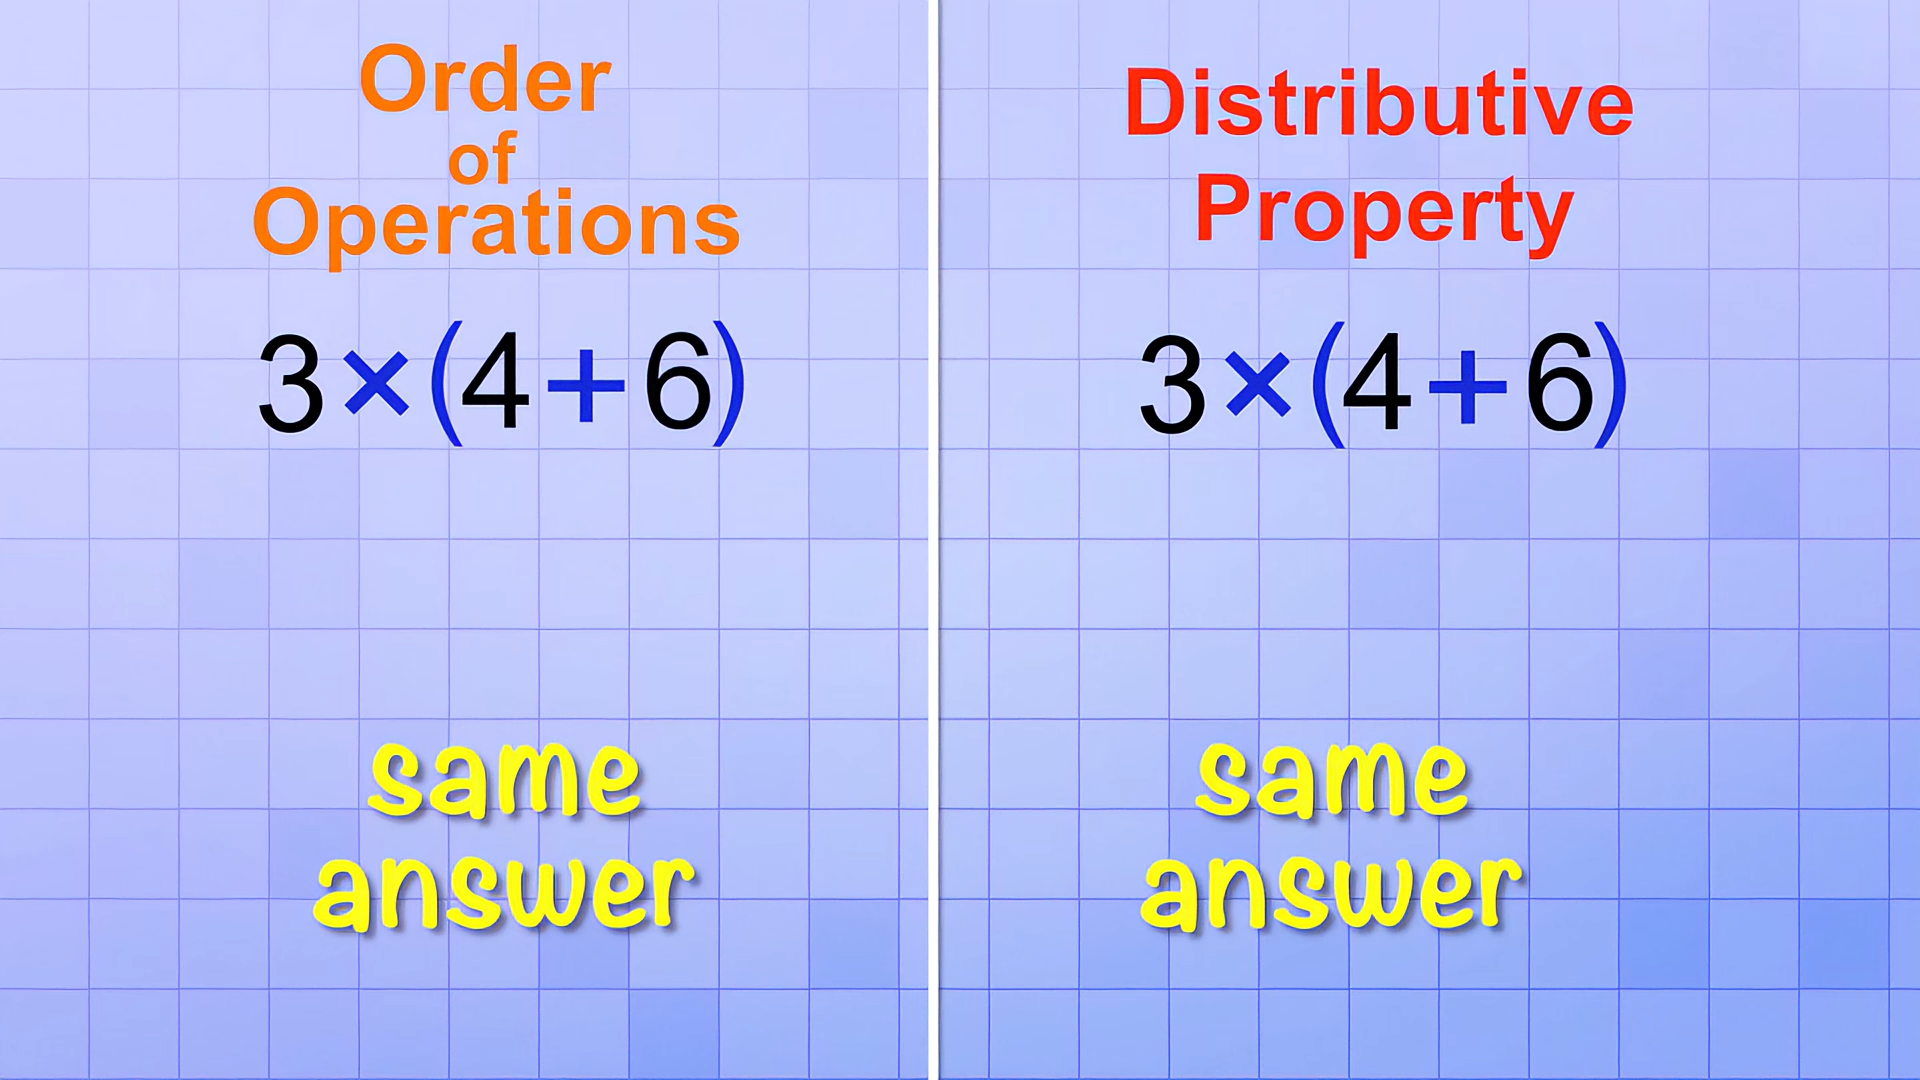 Order
of
Operations
3×(4+6)
same
answer
Distributive
Property
3×(4+6)
same
answer